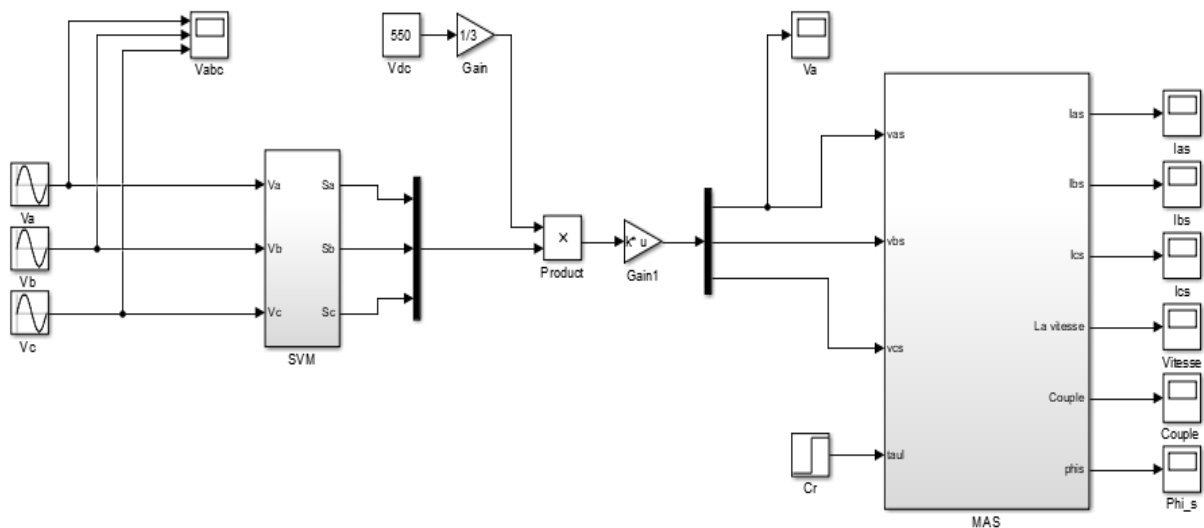 Vabc
550
Vdc
1/3
Gain
Va
Va
Vb
Vc
Va
Vb
Vc
Sa
Sb
Sc
SVM
×
Product
k* u
Gain1
Cr
vas
vbs
vcs
taul
Ias
Ibs
Ics
La vitesse
Couple
phis
MAS
Ias
Ibs
Ics
Vitesse
Couple
Phi_s